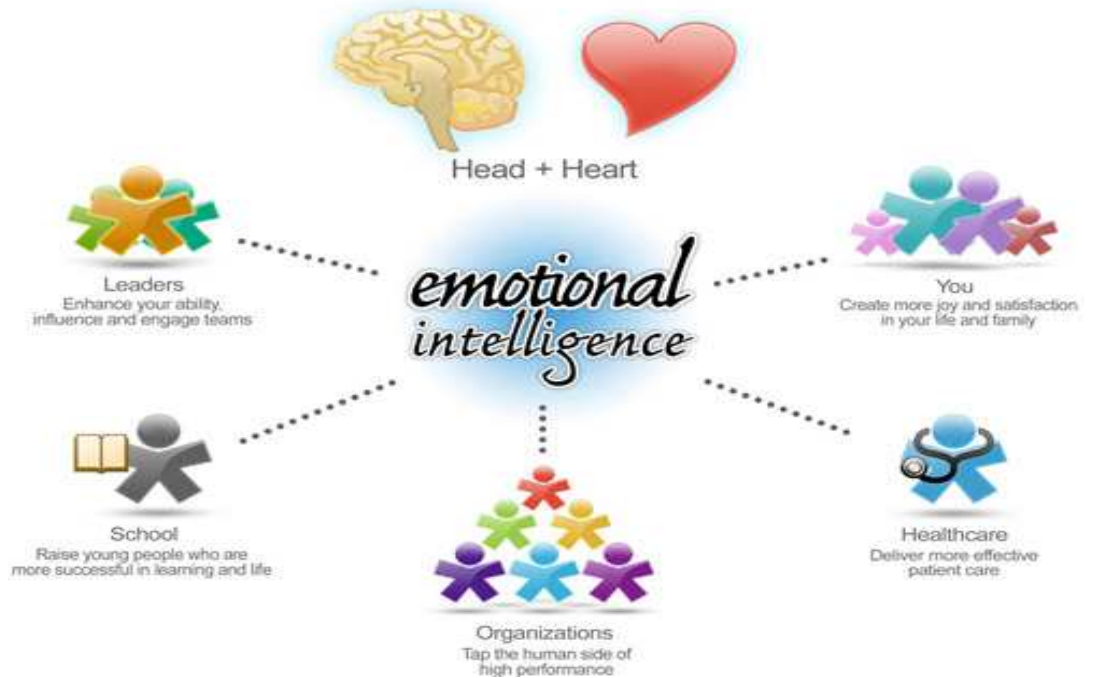 Head + Heart
emotional
intelligence
Leaders
Enhance your ability,
influence and engage teams
You
Create more joy and satisfaction
in your life and family
School
Raise young people who are
more successful in learning and life
Organizations
Tap the human side of
high performance
Healthcare
Deliver more effective
patient care